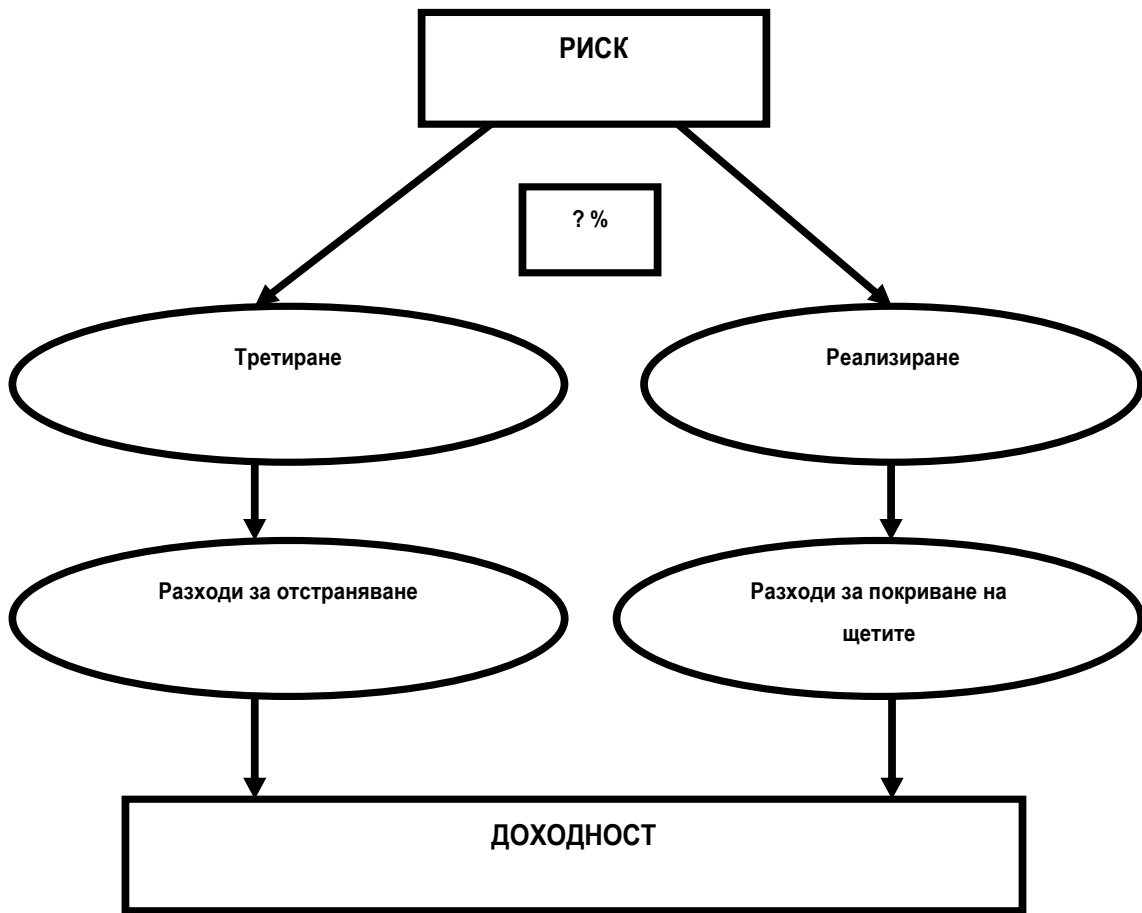 РИСК
? %
Третиране
Реализиране
Разходи за отстраняване
Разходи за покриване на
щетите
ДОХОДНОСТ